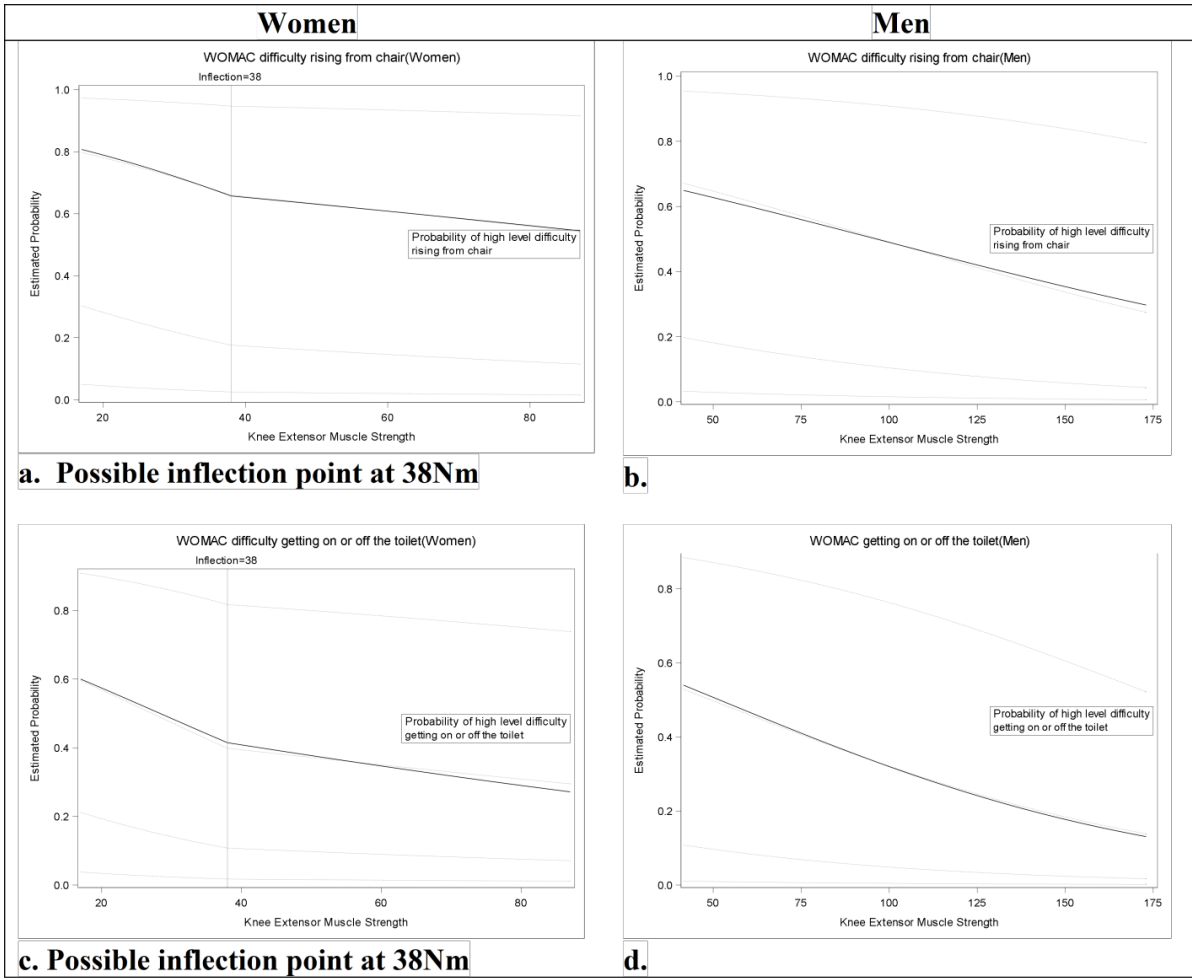 Women
Men
WOMAC difficulty rising from chair(Women)
Inflection=38
1.0
0.8
0.6
0.4
0.2
0.0
Estimated Probability
Probability of high level difficulty
rising from chair
20
40
60
80
Knee Extensor Muscle Strength
a. Possible inflection point at 38Nm
WOMAC difficulty rising from chair(Men)
1.0
0.8
0.6
0.4
0.2
0.0
Estimated Probability
Probability of high level difficulty
rising from chair
50
75
100
125
150
175
Knee Extensor Muscle Strength
b.
WOMAC difficulty getting on or off the toilet(Women)
Inflection=38
0.8
0.6
0.4
0.2
0.0
Estimated Probability
Probability of high level difficulty
getting on or off the toilet
20
40
60
80
Knee Extensor Muscle Strength
c. Possible inflection point at 38Nm
WOMAC getting on or off the toilet(Men)
0.8
0.6
0.4
0.2
0.0
Estimated Probability
Probability of high level difficulty
getting on or off the toilet
50
75
100
125
150
175
Knee Extensor Muscle Strength
d.